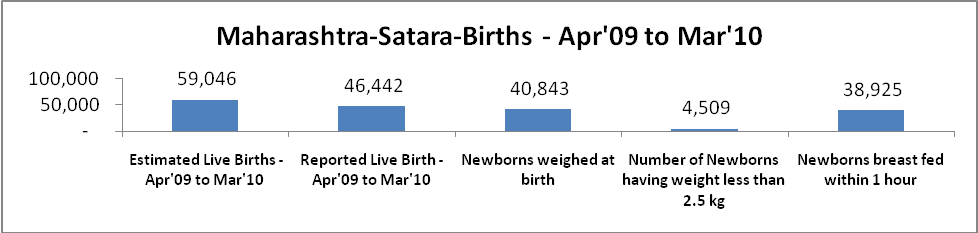 Maharashtra-Satara-Births - Apr'09 to Mar'10
100,000
50,000
-
59,046
46,442
40,843
4,509
38,925
Estimated Live Births -
Apr'09 to Mar'10
Reported Live Birth -
Apr'09 to Mar'10
Newborns weighed at
birth
Number of Newborns
having weight less than
2.5 kg
Newborns breast fed
within 1 hour